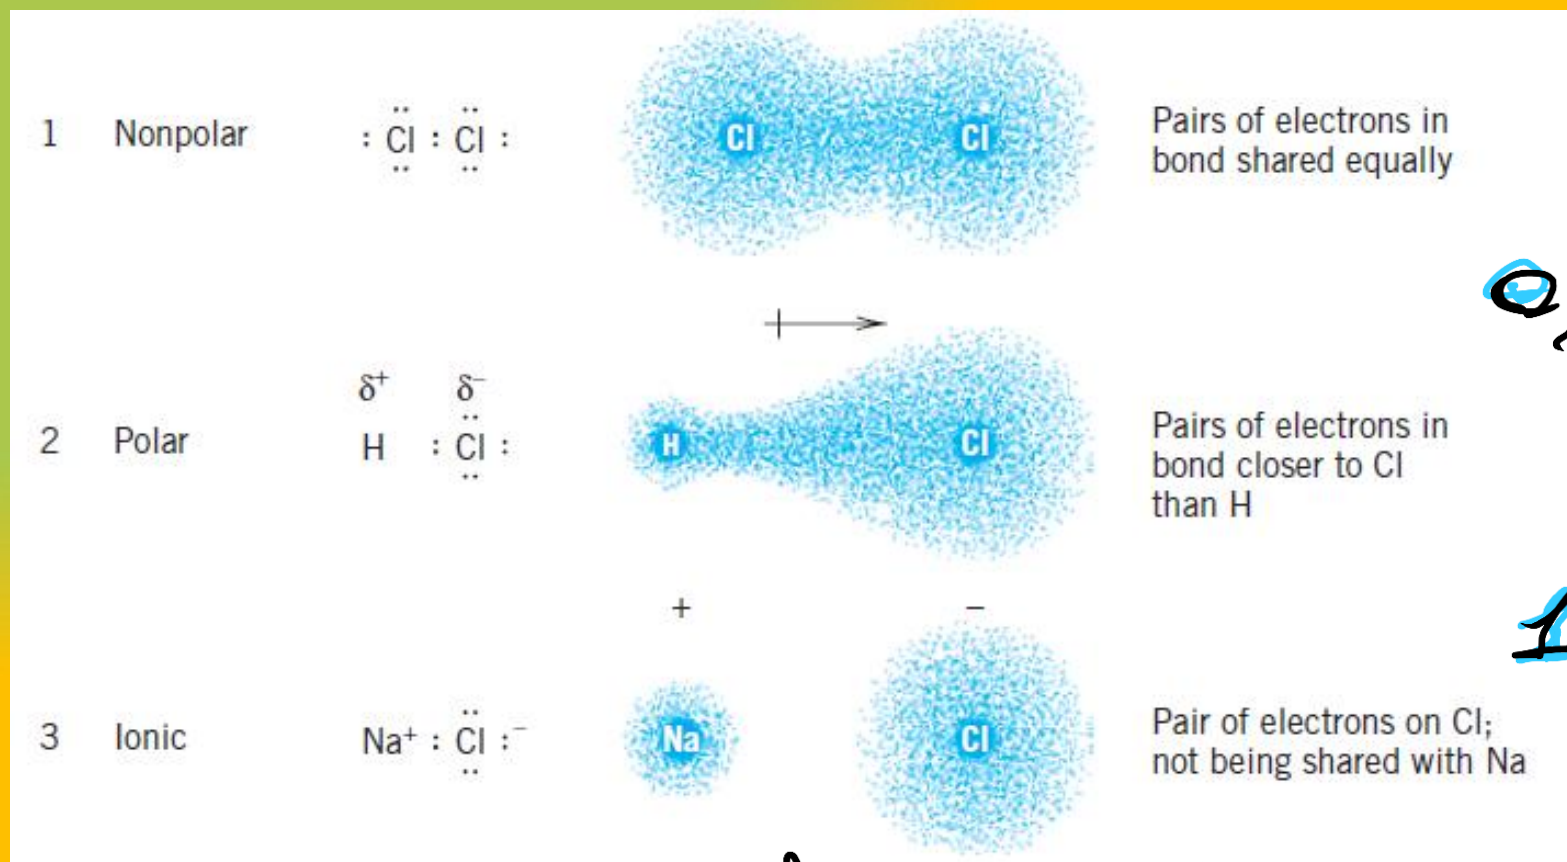 1 Nonpolar : Cl : Cl : Cl Cl Pairs of electrons in
bond shared equally
δ+ δ−
2 Polar H : Cl : H Cl Pairs of electrons in
bond closer to Cl
than H
+ −
3 Ionic Na+ : Cl :− Na Cl Pair of electrons on Cl;
not being shared with Na